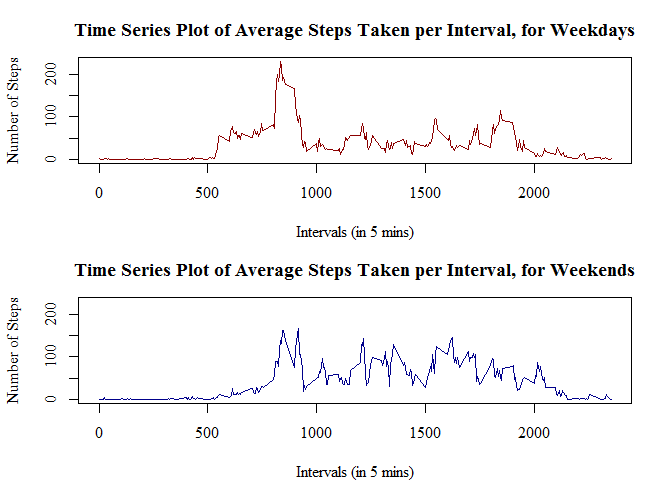 Time Series Plot of Average Steps Taken per Interval, for Weekdays
Number of Steps
200
100
0
0 500 1000 1500 2000
Intervals (in 5 mins)
Time Series Plot of Average Steps Taken per Interval, for Weekends
Number of Steps
200
100
0
0 500 1000 1500 2000
Intervals (in 5 mins)